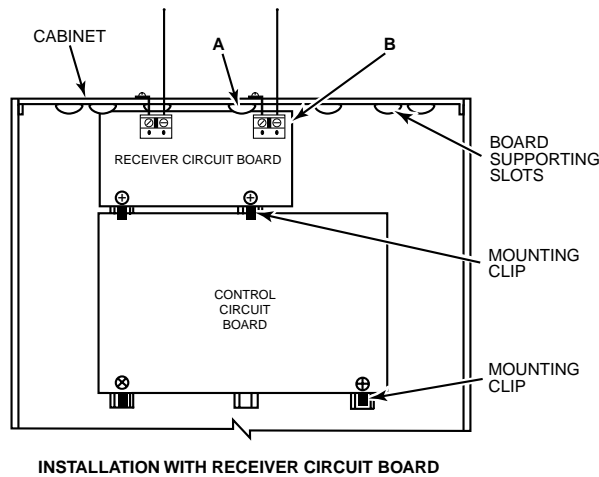 CABINET
A
B
RECEIVER CIRCUIT BOARD
BOARD
SUPPORTING
SLOTS
MOUNTING
CLIP
CONTROL
CIRCUIT
BOARD
MOUNTING
CLIP
INSTALLATION WITH RECEIVER CIRCUIT BOARD